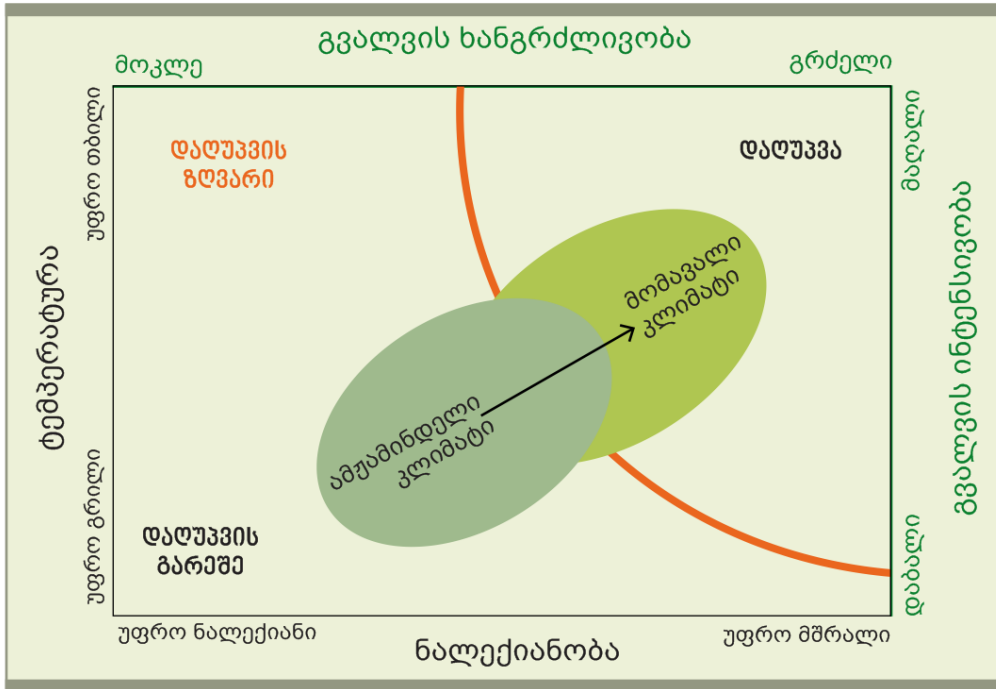 გვალვის ხანგრძლივობა
მოკლე
გრძელი
უფრო თბილი
მაღალი
დაღუპვის
ზღვარი
დაღუპვა
ტემპერატურა
გვალვის ინტენსივობა
მომავალი
კლიმატი
ამჟამინდელი
კლიმატი
დაღუპვის
გარეშე
უფრო გრილი
დაბალი
უფრო ნალექიანი
ნალექიანობა
უფრო მშრალი